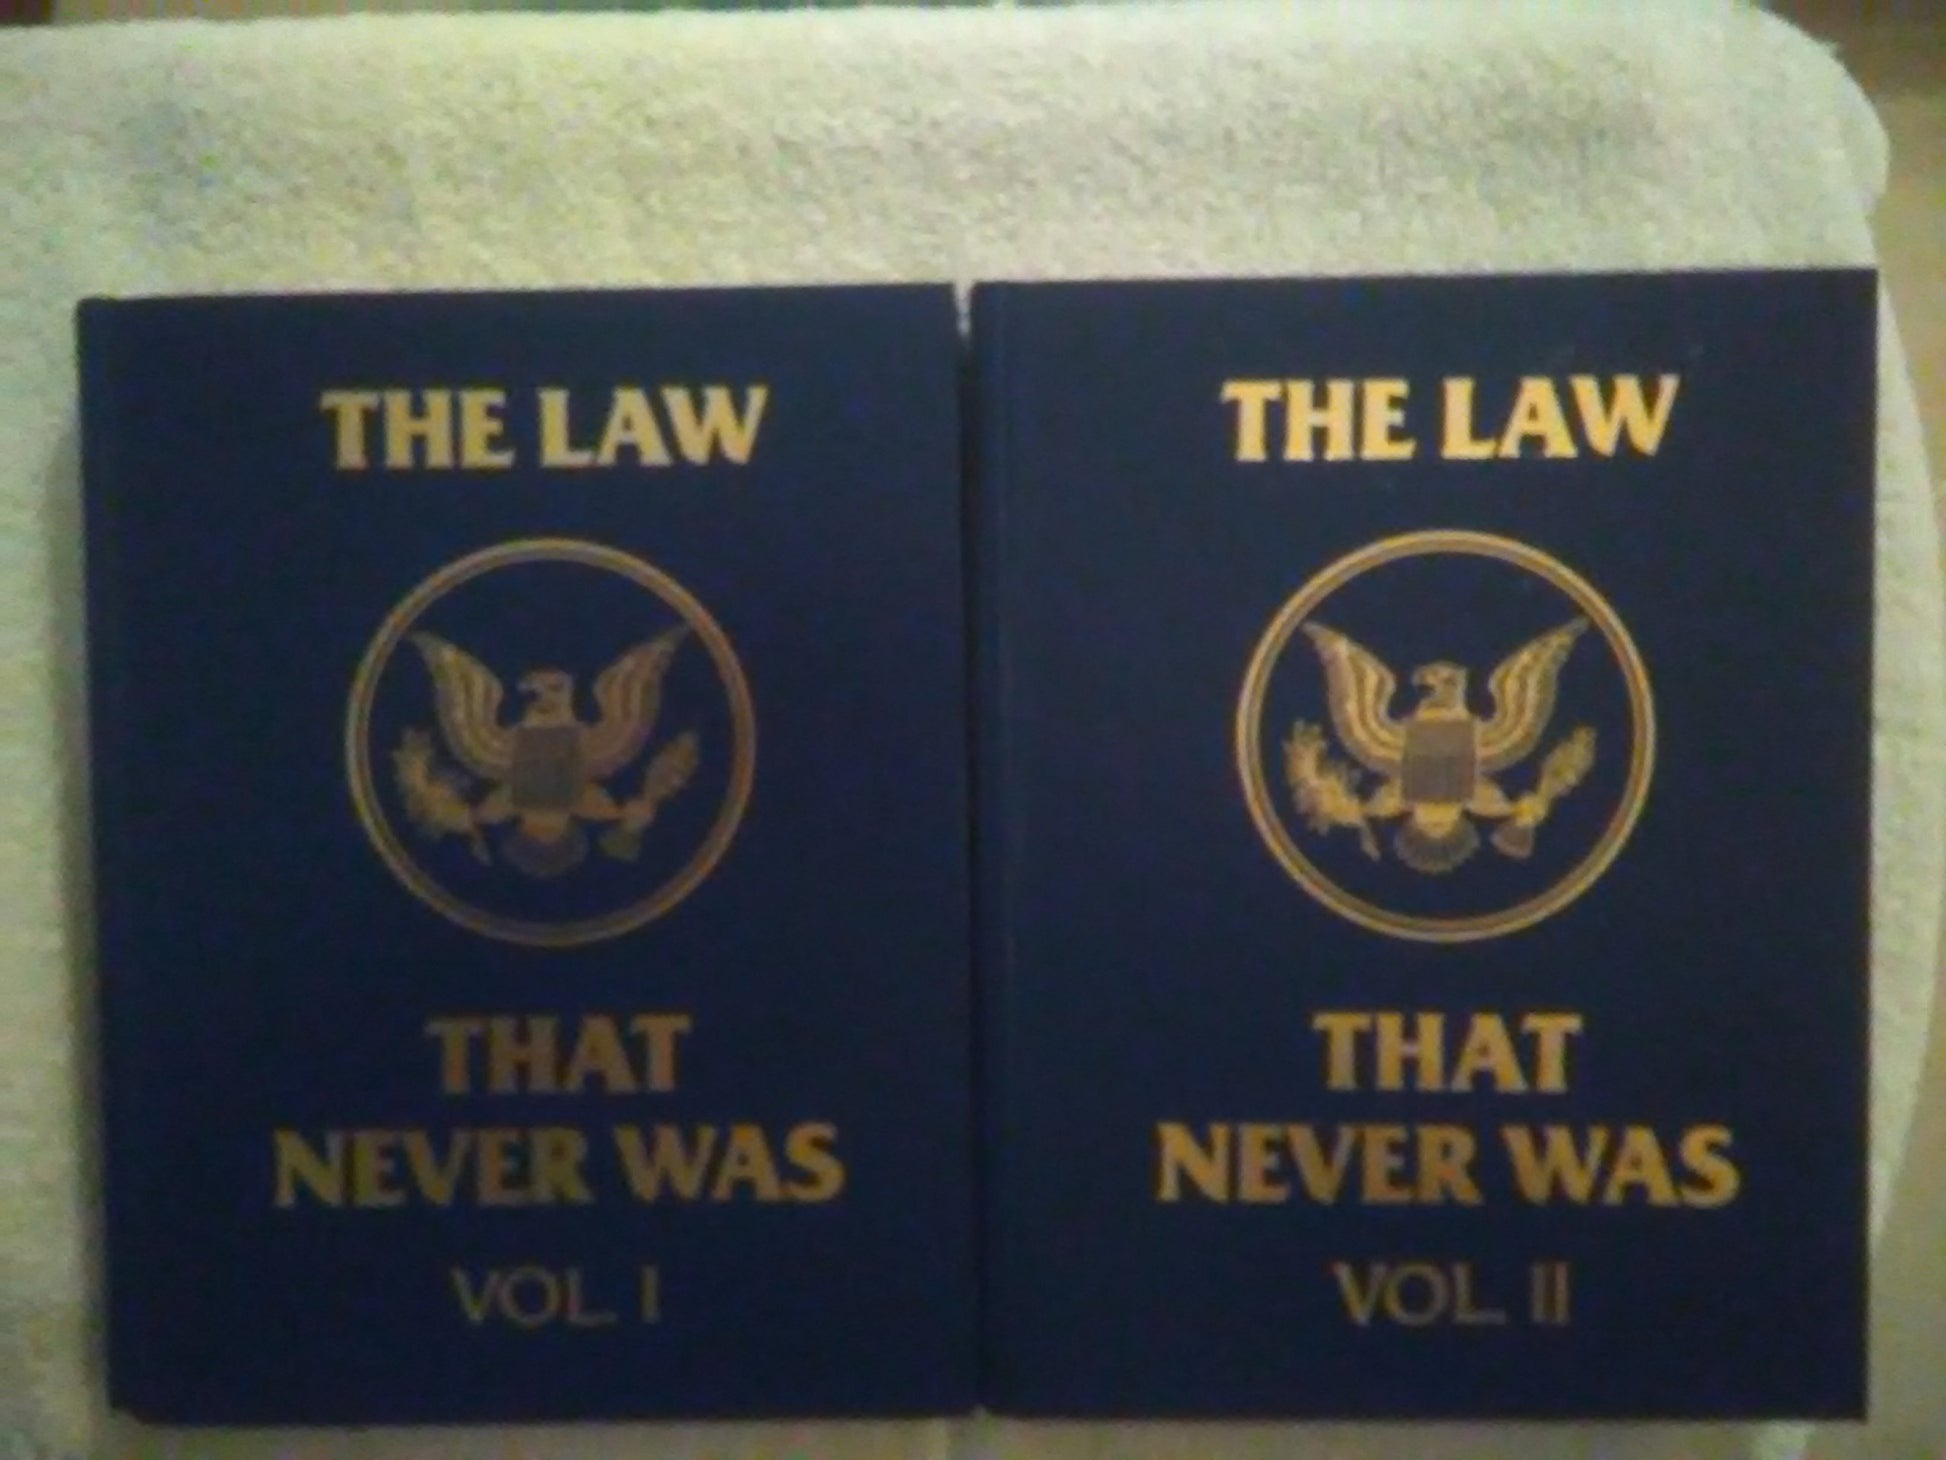 THE LAW
THAT
NEVER WAS
VOL. I
THE LAW
THAT
NEVER WAS
VOL. II